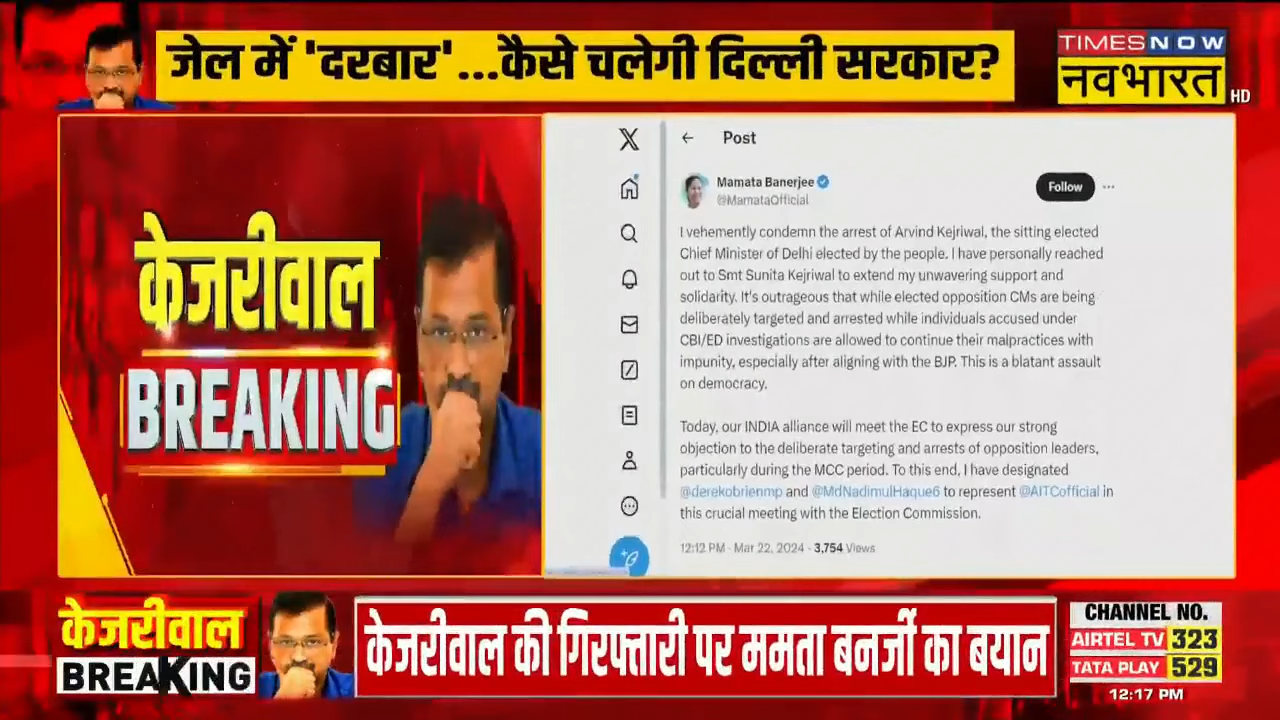 जेल में 'दरबार'...कैसे चलेगी दिल्ली सरकार?
TIMES NOW
नवभारत
HD
केजरीवाल
BREAKING
Post
Mamata Banerjee
@MamataOfficial
Follow
I vehemently condemn the arrest of Arvind Kejriwal, the sitting elected
Chief Minister of Delhi elected by the people. I have personally reached
out to Smt Sunita Kejriwal to extend my unwavering support and
solidarity. It's outrageous that while elected opposition CMs are being
deliberately targeted and arrested while individuals accused under
CBI/ED investigations are allowed to continue their malpractices with
impunity, especially after aligning with the BJP. This is a blatant assault
on democracy.
Today, our INDIA alliance will meet the EC to express our strong
objection to the deliberate targeting and arrests of opposition leaders,
particularly during the MCC period. To this end, I have designated
@derekobrienmp and @MdNadimulHaque6 to represent @AITCofficial in
this crucial meeting with the Election Commission.
12:12 PM · Mar 22, 2024 · 3,754 Views
केजरीवाल
BREAKING
केजरीवाल की गिरफ्तारी पर ममता बनर्जी का बयान
CHANNEL NO.
AIRTEL TV 323
TATA PLAY 529
12:17 PM